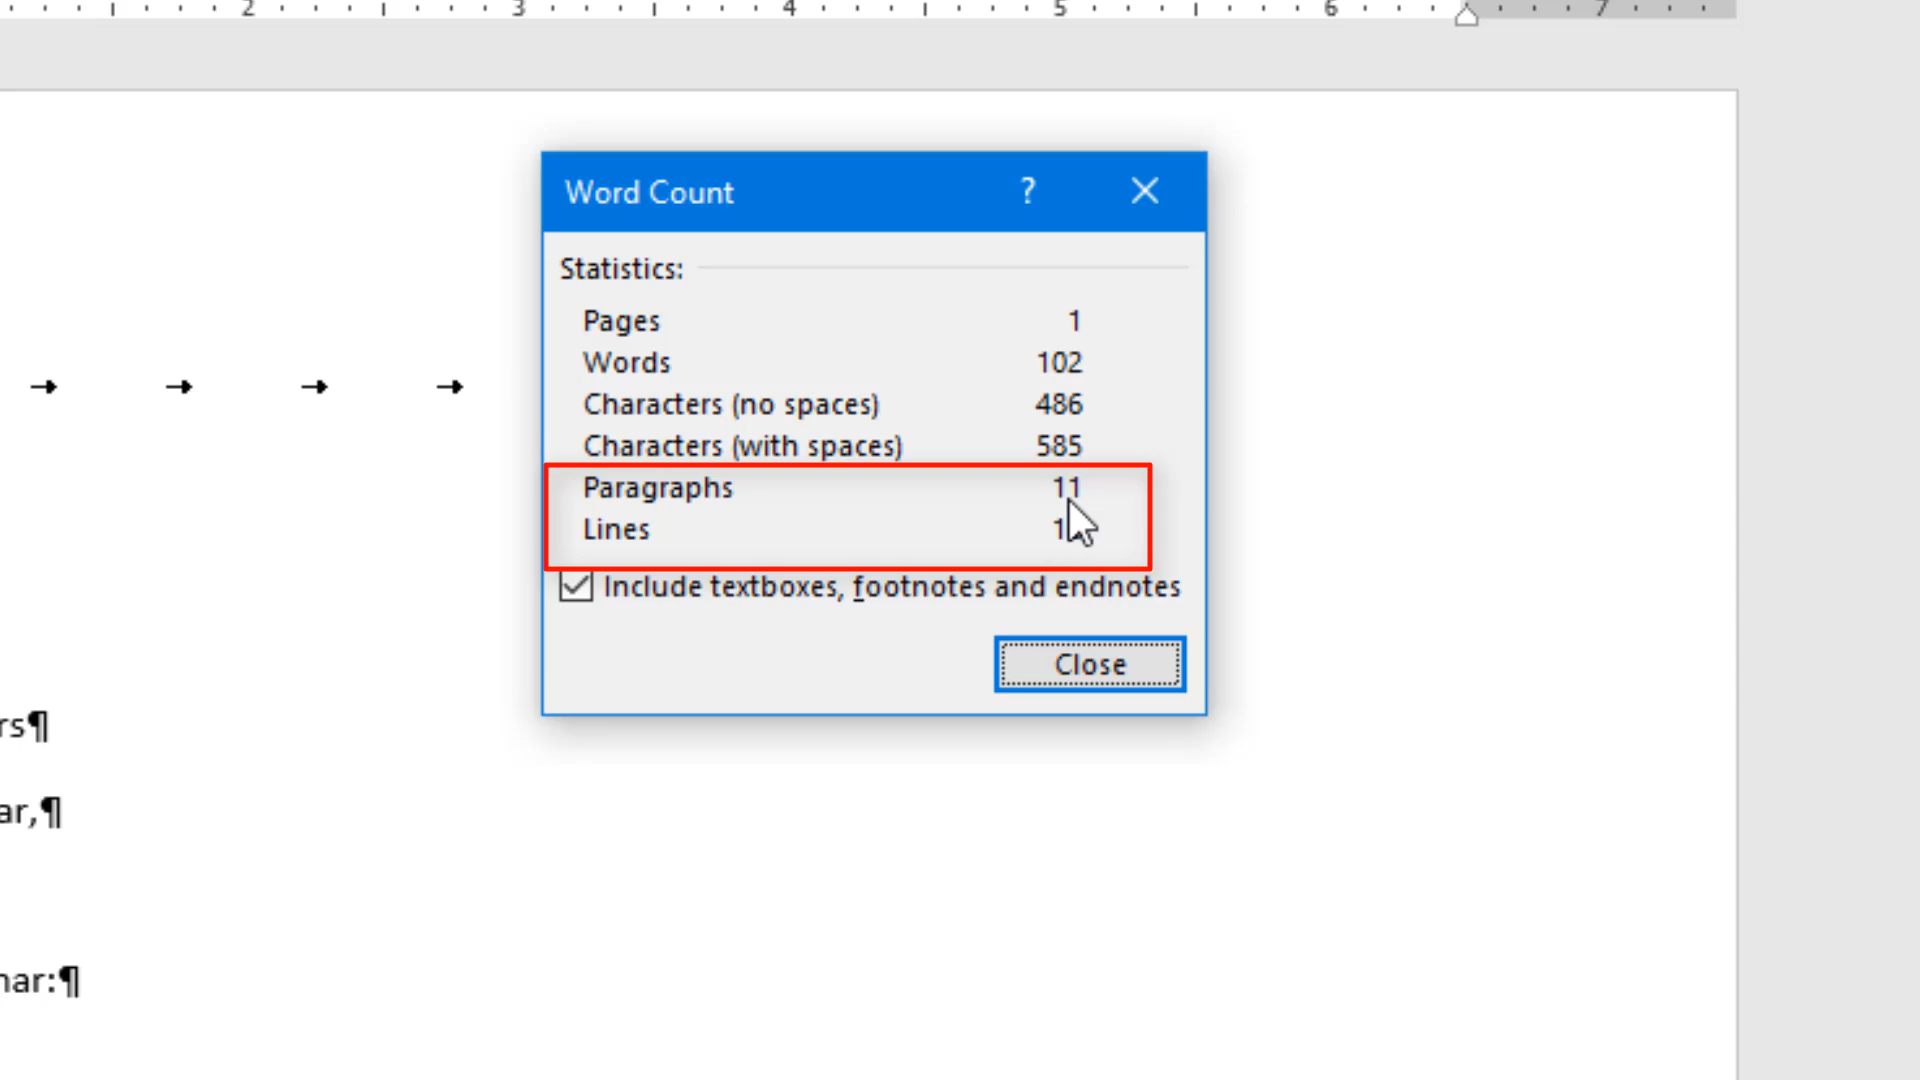 2 3 4 5 6 7
Word Count ?
Statistics:
Pages 1
Words 102
Characters (no spaces) 486
Characters (with spaces) 585
Paragraphs 11
Lines
Include textboxes, footnotes and endnotes
Close
rs¶
ar,¶
nar:¶